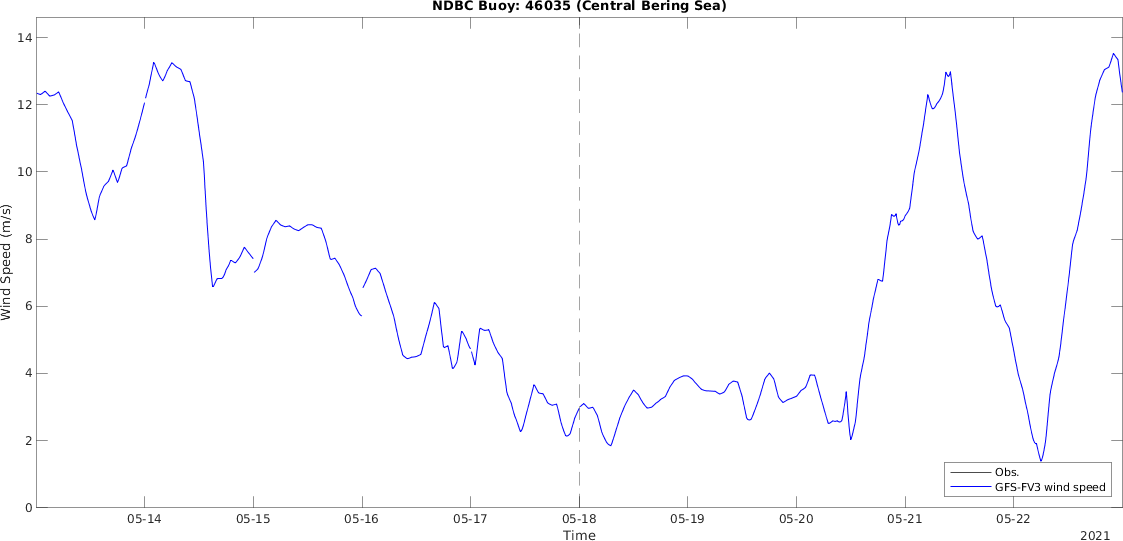 NDBC Buoy: 46035 (Central Bering Sea)
14
12
10
8
6
4
2
0
Wind Speed (m/s)
Obs.
GFS-FV3 wind speed
05-14 05-15 05-16 05-17 05-18 05-19 05-20 05-21 05-22
Time
2021